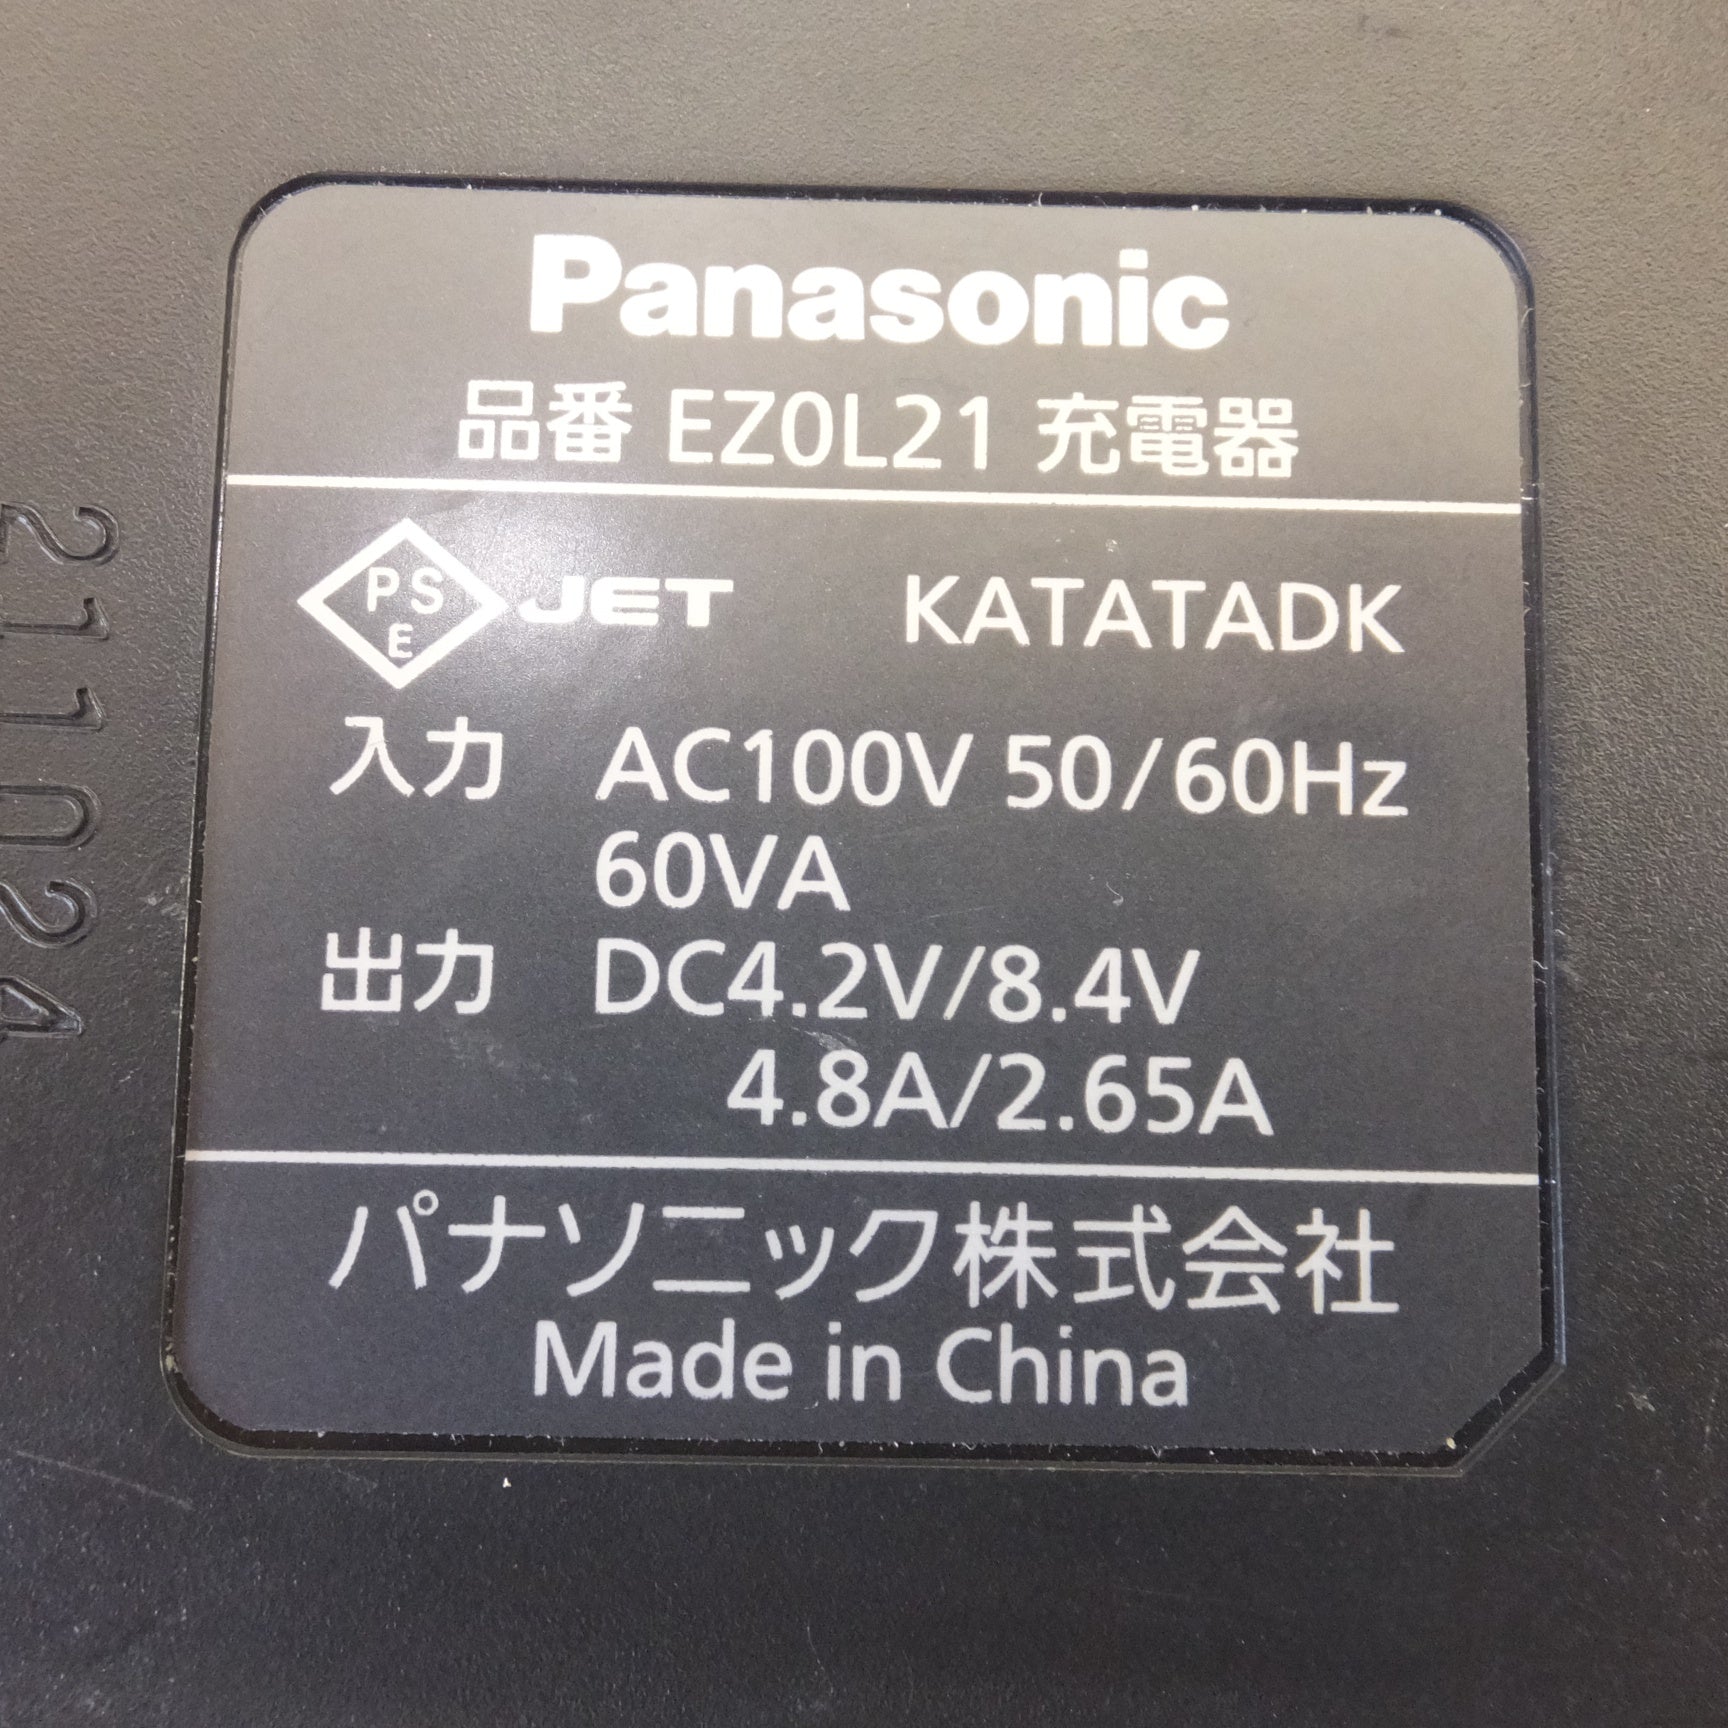 Panasonic
品番 EZ0L21 充電器
PS
E
JET KATATADK
入力 AC100V 50/60Hz
60VA
出力 DC4.2V/8.4V
4.8A/2.65A
パナソニック株式会社
Made in China
2111024